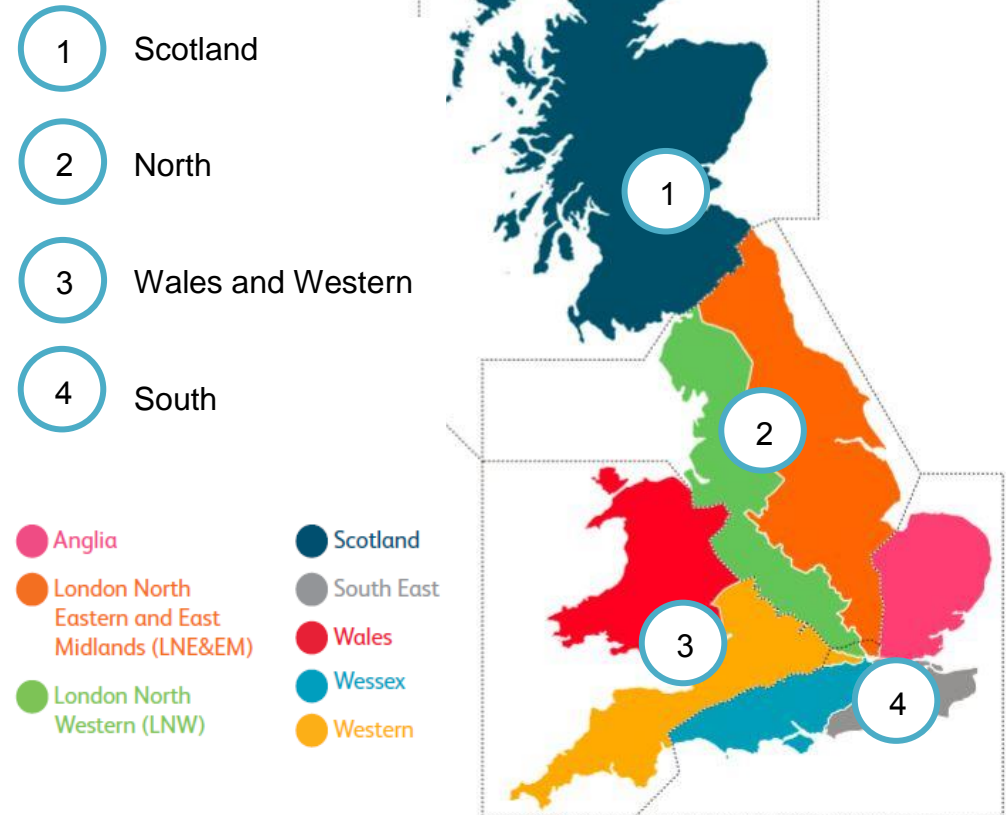 1 Scotland
2 North
3 Wales and Western
4 South
Anglia
London North
Eastern and East
Midlands (LNE&EM)
London North
Western (LNW)
Scotland
South East
Wales
Wessex
Western
1
2
3
4